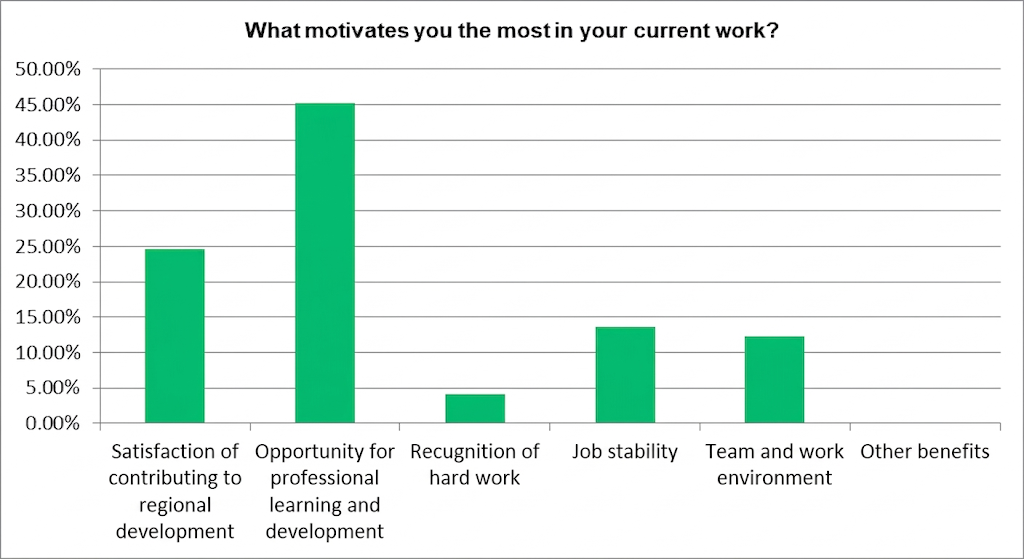 What motivates you the most in your current work?
50.00%
45.00%
40.00%
35.00%
30.00%
25.00%
20.00%
15.00%
10.00%
5.00%
0.00%
Satisfaction of
contributing to
regional
development
Opportunity for
professional
learning and
development
Recugnition of
hard work
Job stability
Team and work
environment
Other benefits